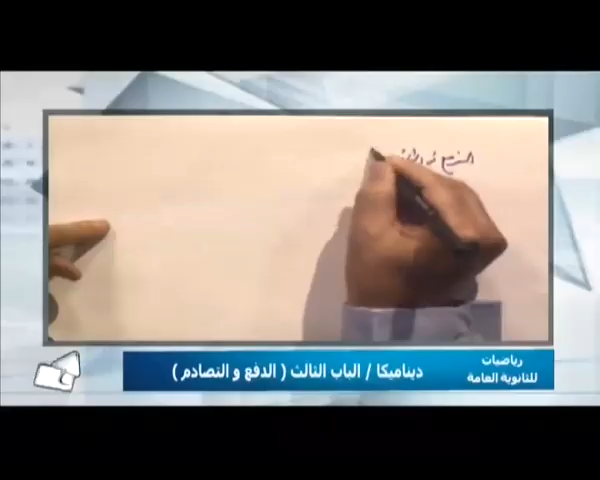 رياضيات
للثانوية العامة
ديناميكا / الباب الثالث ( الدفع و التصادم )